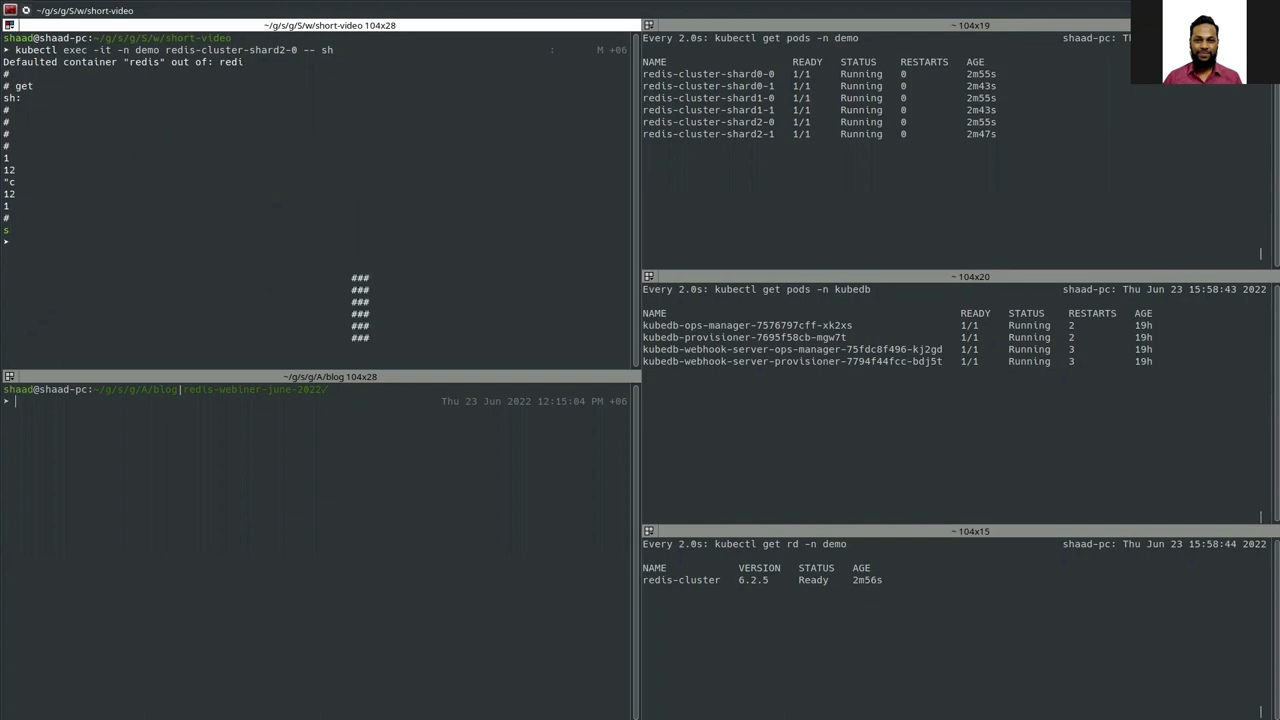 ~/g/s/g/S/w/short-video
~/g/s/g/S/w/short-video 104x28
shaad@shaad-pc:~/g/s/g/S/w/short-video
➤ kubectl exec -it -n demo redis-cluster-shard2-0 -- sh : M +06
Defaulted container "redis" out of: redi
#
# get
sh:
#
#
#
#
1
12
"c
12
1
#
s
➤
###
###
###
###
###
###
~/g/s/g/A/blog 104x28
shaad@shaad-pc:~/g/s/g/A/blog|redis-webiner-june-2022⚡
➤ Thu 23 Jun 2022 12:15:04 PM +06
~ 104x19
Every 2.0s: kubectl get pods -n demo shaad-pc: Th
NAME READY STATUS RESTARTS AGE
redis-cluster-shard0-0 1/1 Running 0 2m55s
redis-cluster-shard0-1 1/1 Running 0 2m43s
redis-cluster-shard1-0 1/1 Running 0 2m55s
redis-cluster-shard1-1 1/1 Running 0 2m43s
redis-cluster-shard2-0 1/1 Running 0 2m55s
redis-cluster-shard2-1 1/1 Running 0 2m47s
~ 104x20
Every 2.0s: kubectl get pods -n kubedb shaad-pc: Thu Jun 23 15:58:43 2022
NAME READY STATUS RESTARTS AGE
kubedb-ops-manager-7576797cff-xk2xs 1/1 Running 2 19h
kubedb-provisioner-7695f58cb-mgw7t 1/1 Running 2 19h
kubedb-webhook-server-ops-manager-75fdc8f496-kj2gd 1/1 Running 3 19h
kubedb-webhook-server-provisioner-7794f44fcc-bdj5t 1/1 Running 3 19h
~ 104x15
Every 2.0s: kubectl get rd -n demo shaad-pc: Thu Jun 23 15:58:44 2022
NAME VERSION STATUS AGE
redis-cluster 6.2.5 Ready 2m56s